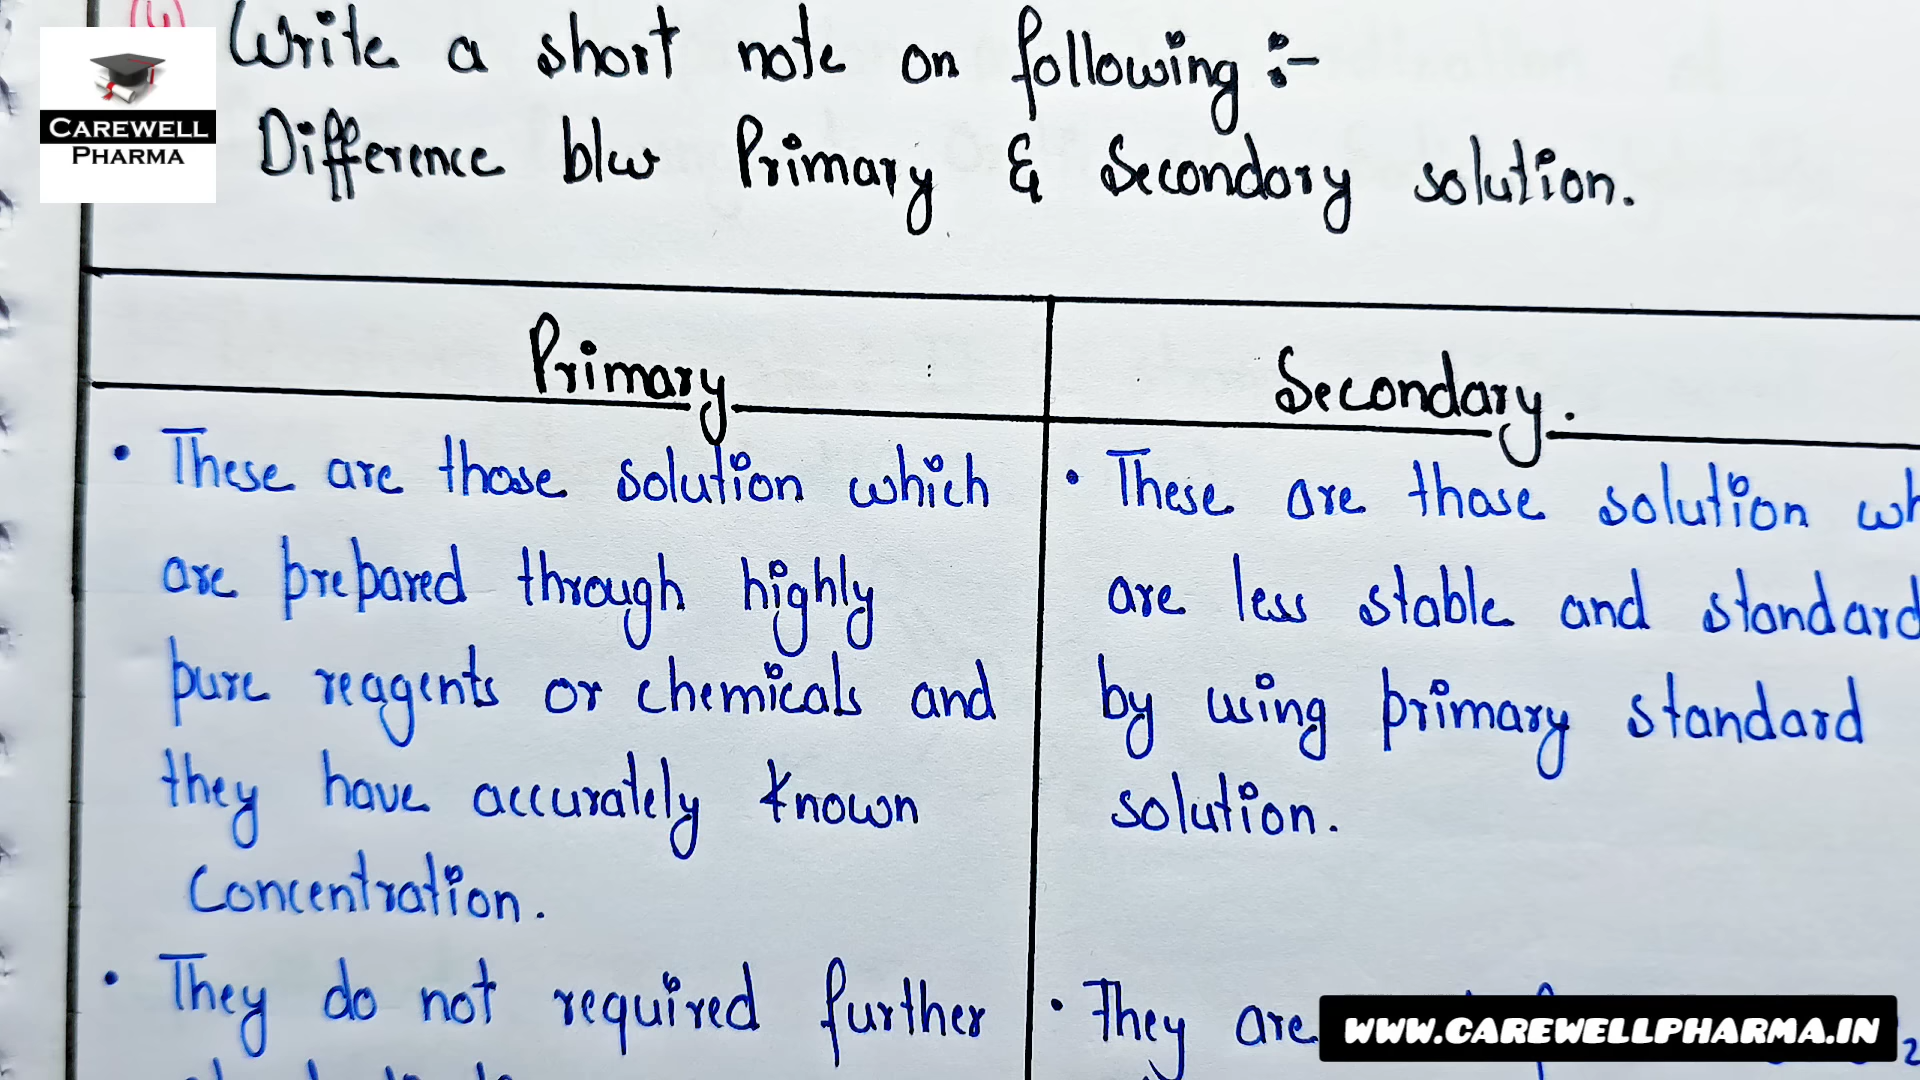 (4) Write a short note on following :-
CAREWELL
PHARMA
Difference b/w Primary & Secondary solution.
Primary
Secondary.
• These are those solution which
are prepared through highly
pure reagents or chemicals and
they have accurately known
Concentration.
• They do not required further
• These are those solution wh
are less stable and standard
by using primary standard
solution.
• They are
WWW.CAREWELLPHARMA.IN